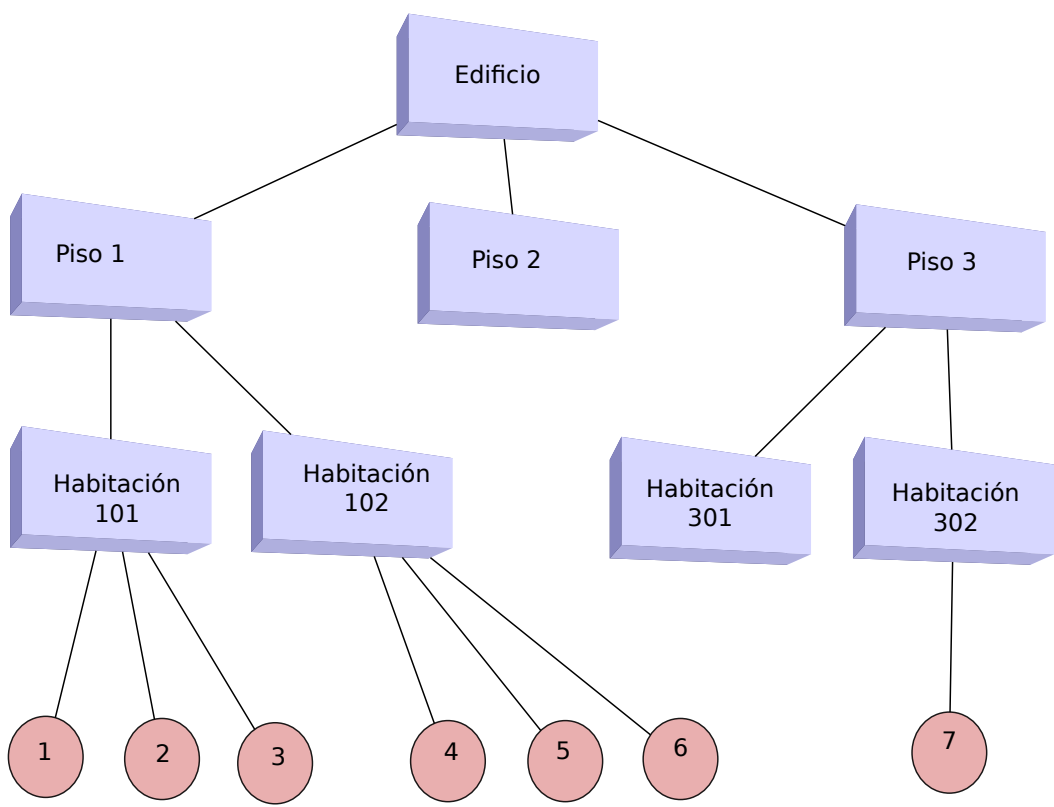 Edificio
Piso 1
Piso 2
Piso 3
Habitación
101
Habitación
102
Habitación
301
Habitación
302
1
2
3
4
5
6
7